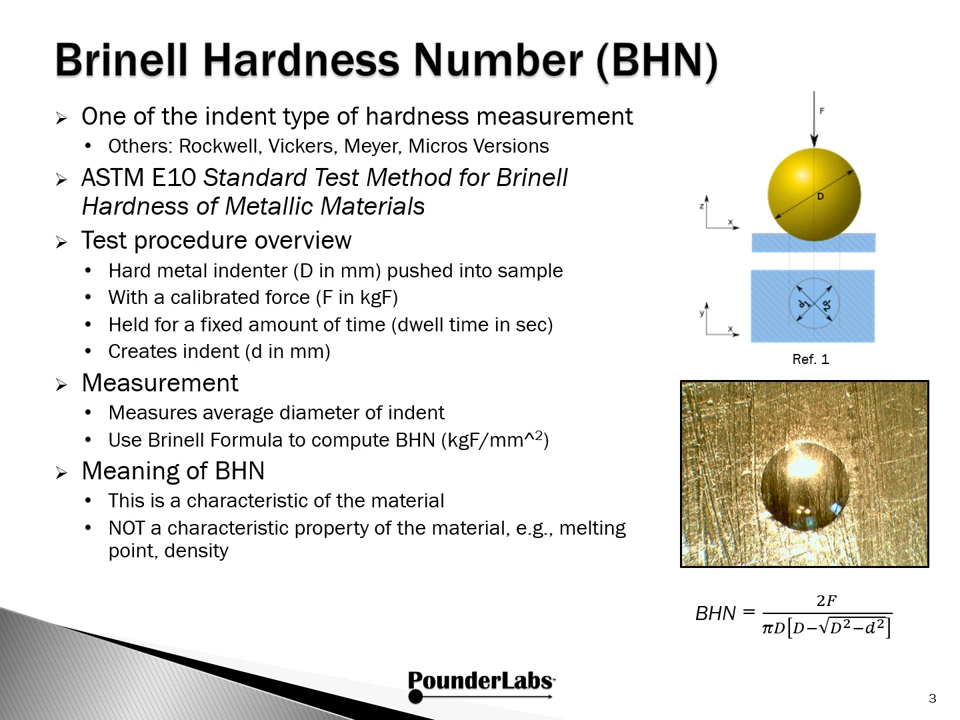 Brinell Hardness Number (BHN)
➢ One of the indent type of hardness measurement
• Others: Rockwell, Vickers, Meyer, Micros Versions
➢ ASTM E10 Standard Test Method for Brinell
Hardness of Metallic Materials
➢ Test procedure overview
• Hard metal indenter (D in mm) pushed into sample
• With a calibrated force (F in kgF)
• Held for a fixed amount of time (dwell time in sec)
• Creates indent (d in mm)
➢ Measurement
• Measures average diameter of indent
• Use Brinell Formula to compute BHN (kgF/mm^²)
➢ Meaning of BHN
• This is a characteristic of the material
• NOT a characteristic property of the material, e.g., melting
point, density
F
D
z
x
y
x
Ref. 1
BHN = 2F / πD[D−√D²−d²]
PounderLabs™
3